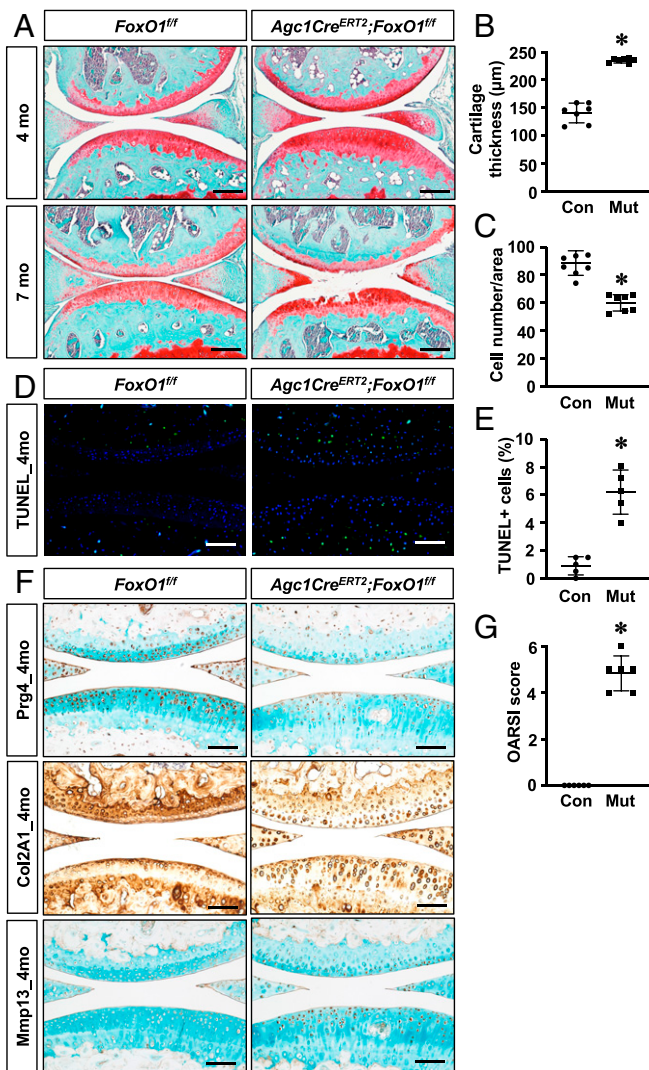 A
FoxO1f/f
Agc1CreERT2;FoxO1f/f
4 mo
7 mo
B
Cartilage
thickness (µm)
250
200
150
100
50
0
*
Con
Mut
C
Cell number/area
100
80
60
40
20
0
*
Con
Mut
D
FoxO1f/f
Agc1CreERT2;FoxO1f/f
TUNEL_4mo
E
TUNEL+ cells (%)
10
8
6
4
2
0
*
Con
Mut
F
FoxO1f/f
Agc1CreERT2;FoxO1f/f
Prg4_4mo
Col2A1_4mo
Mmp13_4mo
G
OARSI score
6
4
2
0
*
Con
Mut